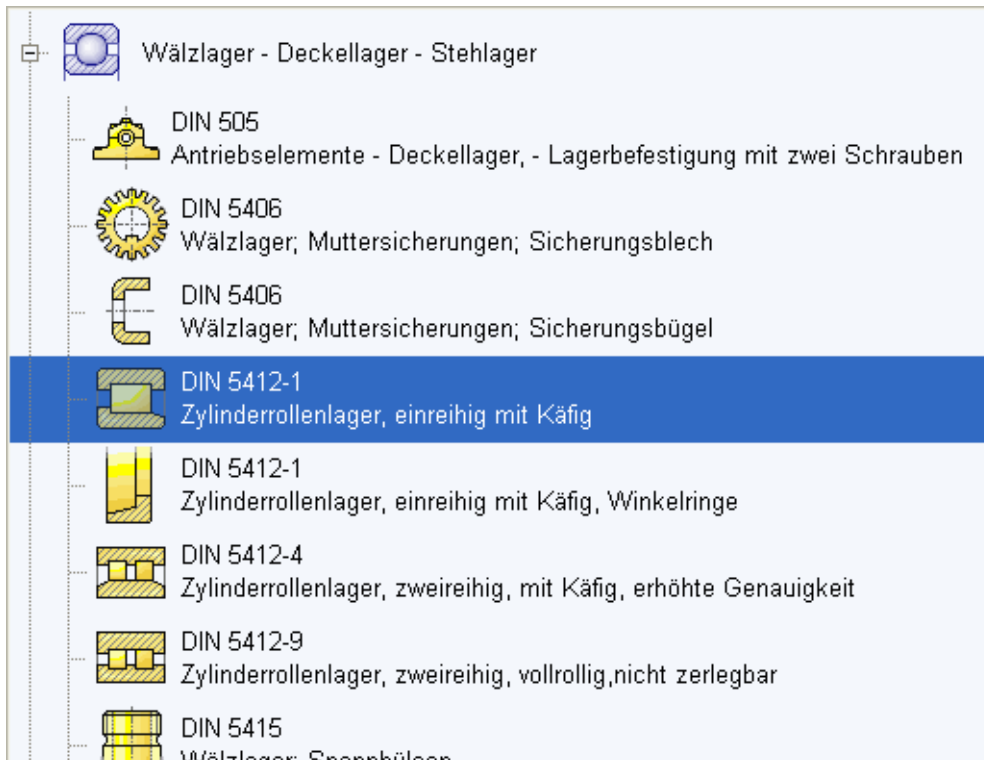 Wälzlager - Deckellager - Stehlager
DIN 505
Antriebselemente - Deckellager, - Lagerbefestigung mit zwei Schrauben
DIN 5406
Wälzlager; Muttersicherungen; Sicherungsblech
DIN 5406
Wälzlager; Muttersicherungen; Sicherungsbügel
DIN 5412-1
Zylinderrollenlager, einreihig mit Käfig
DIN 5412-1
Zylinderrollenlager, einreihig mit Käfig, Winkelringe
DIN 5412-4
Zylinderrollenlager, zweireihig, mit Käfig, erhöhte Genauigkeit
DIN 5412-9
Zylinderrollenlager, zweireihig, vollrollig,nicht zerlegbar
DIN 5415
Wälzlager; Spannhülsen